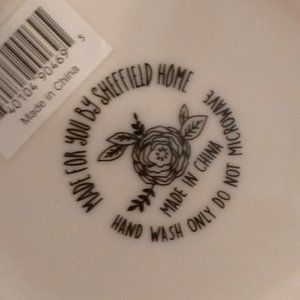 40104 90469 5
Made in China
MADE FOR YOU BY SHEFFIELD HOME
MADE IN CHINA
HAND WASH ONLY DO NOT MICROWAVE